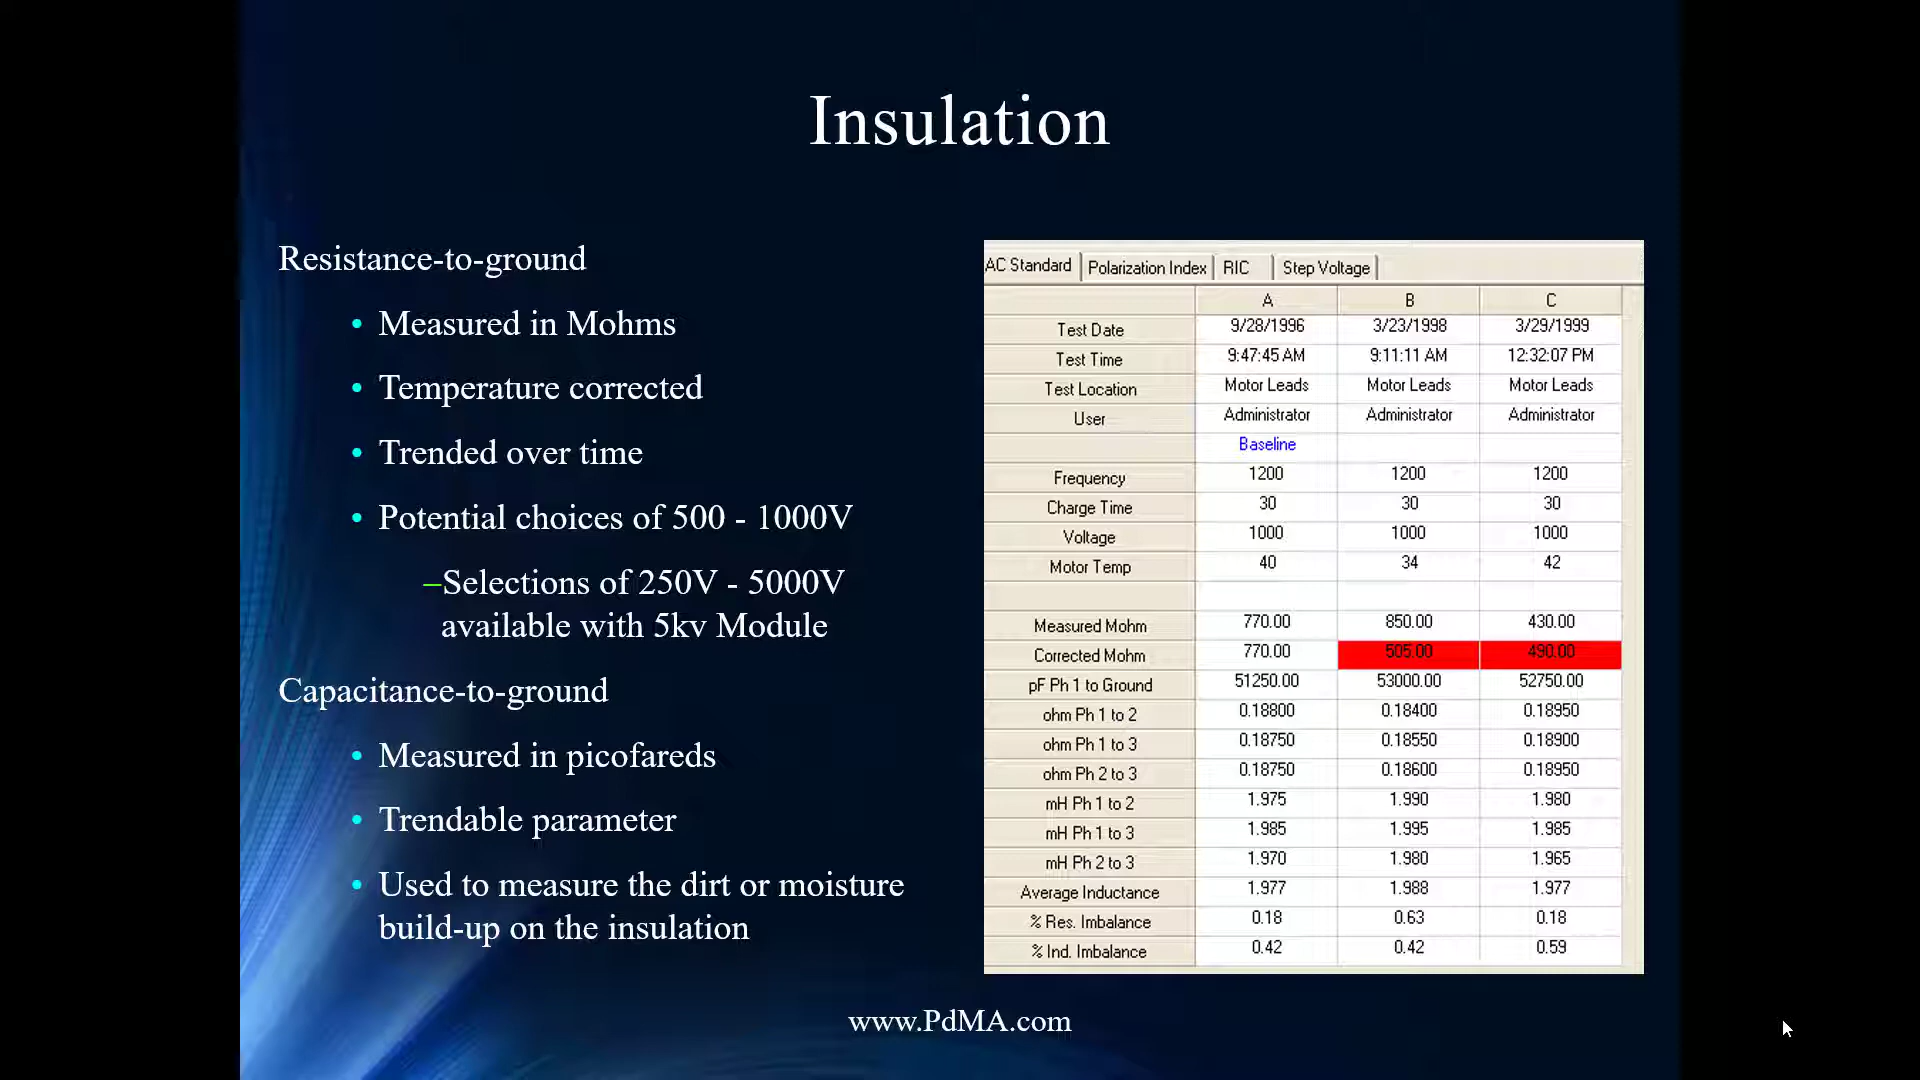 Insulation
Resistance-to-ground
• Measured in Mohms
• Temperature corrected
• Trended over time
• Potential choices of 500 - 1000V
–Selections of 250V - 5000V
available with 5kv Module
Capacitance-to-ground
• Measured in picofareds
• Trendable parameter
• Used to measure the dirt or moisture
build-up on the insulation
AC Standard Polarization Index RIC Step Voltage
A B C
Test Date 9/28/1996 3/23/1998 3/29/1999
Test Time 9:47:45 AM 9:11:11 AM 12:32:07 PM
Test Location Motor Leads Motor Leads Motor Leads
User Administrator Administrator Administrator
Baseline
Frequency 1200 1200 1200
Charge Time 30 30 30
Voltage 1000 1000 1000
Motor Temp 40 34 42
Measured Mohm 770.00 850.00 430.00
Corrected Mohm 770.00 505.00 490.00
pF Ph 1 to Ground 51250.00 53000.00 52750.00
ohm Ph 1 to 2 0.18800 0.18400 0.18950
ohm Ph 1 to 3 0.18750 0.18550 0.18900
ohm Ph 2 to 3 0.18750 0.18600 0.18950
mH Ph 1 to 2 1.975 1.990 1.980
mH Ph 1 to 3 1.985 1.995 1.985
mH Ph 2 to 3 1.970 1.980 1.965
Average Inductance 1.977 1.988 1.977
% Res. Imbalance 0.18 0.63 0.18
% Ind. Imbalance 0.42 0.42 0.59
www.PdMA.com